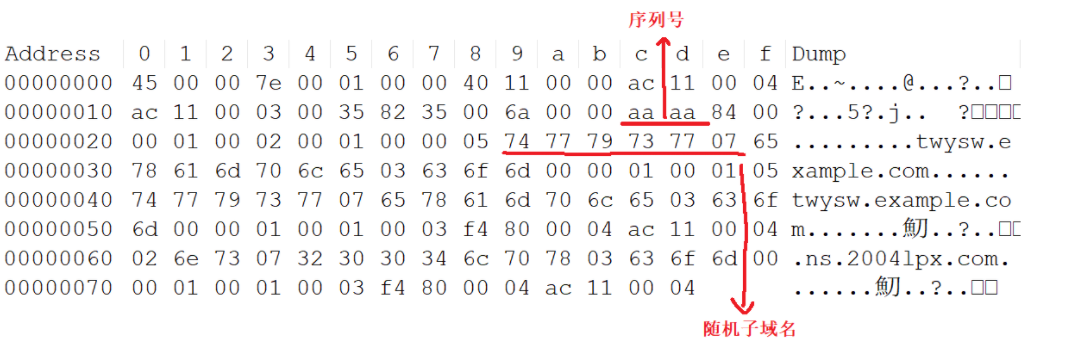 序列号
Address 0 1 2 3 4 5 6 7 8 9 a b c d e f Dump
00000000 45 00 00 7e 00 01 00 00 40 11 00 00 ac 11 00 04 E..~....@...?..□
00000010 ac 11 00 03 00 35 82 35 00 6a 00 00 aa aa 84 00 ?...5?.j.. ?□□□□
00000020 00 01 00 02 00 01 00 00 05 74 77 79 73 77 07 65 .........twysw.e
00000030 78 61 6d 70 6c 65 03 63 6f 6d 00 00 01 00 01 05 xample.com......
00000040 74 77 79 73 77 07 65 78 61 6d 70 6c 65 03 63 6f twysw.example.co
00000050 6d 00 00 01 00 01 00 03 f4 80 00 04 ac 11 00 04 m.......魛..?..□□
00000060 02 6e 73 07 32 30 30 34 6c 70 78 03 63 6f 6d 00 .ns.2004lpx.com.
00000070 00 01 00 01 00 03 f4 80 00 04 ac 11 00 04 ......魛..?..□□
随机子域名